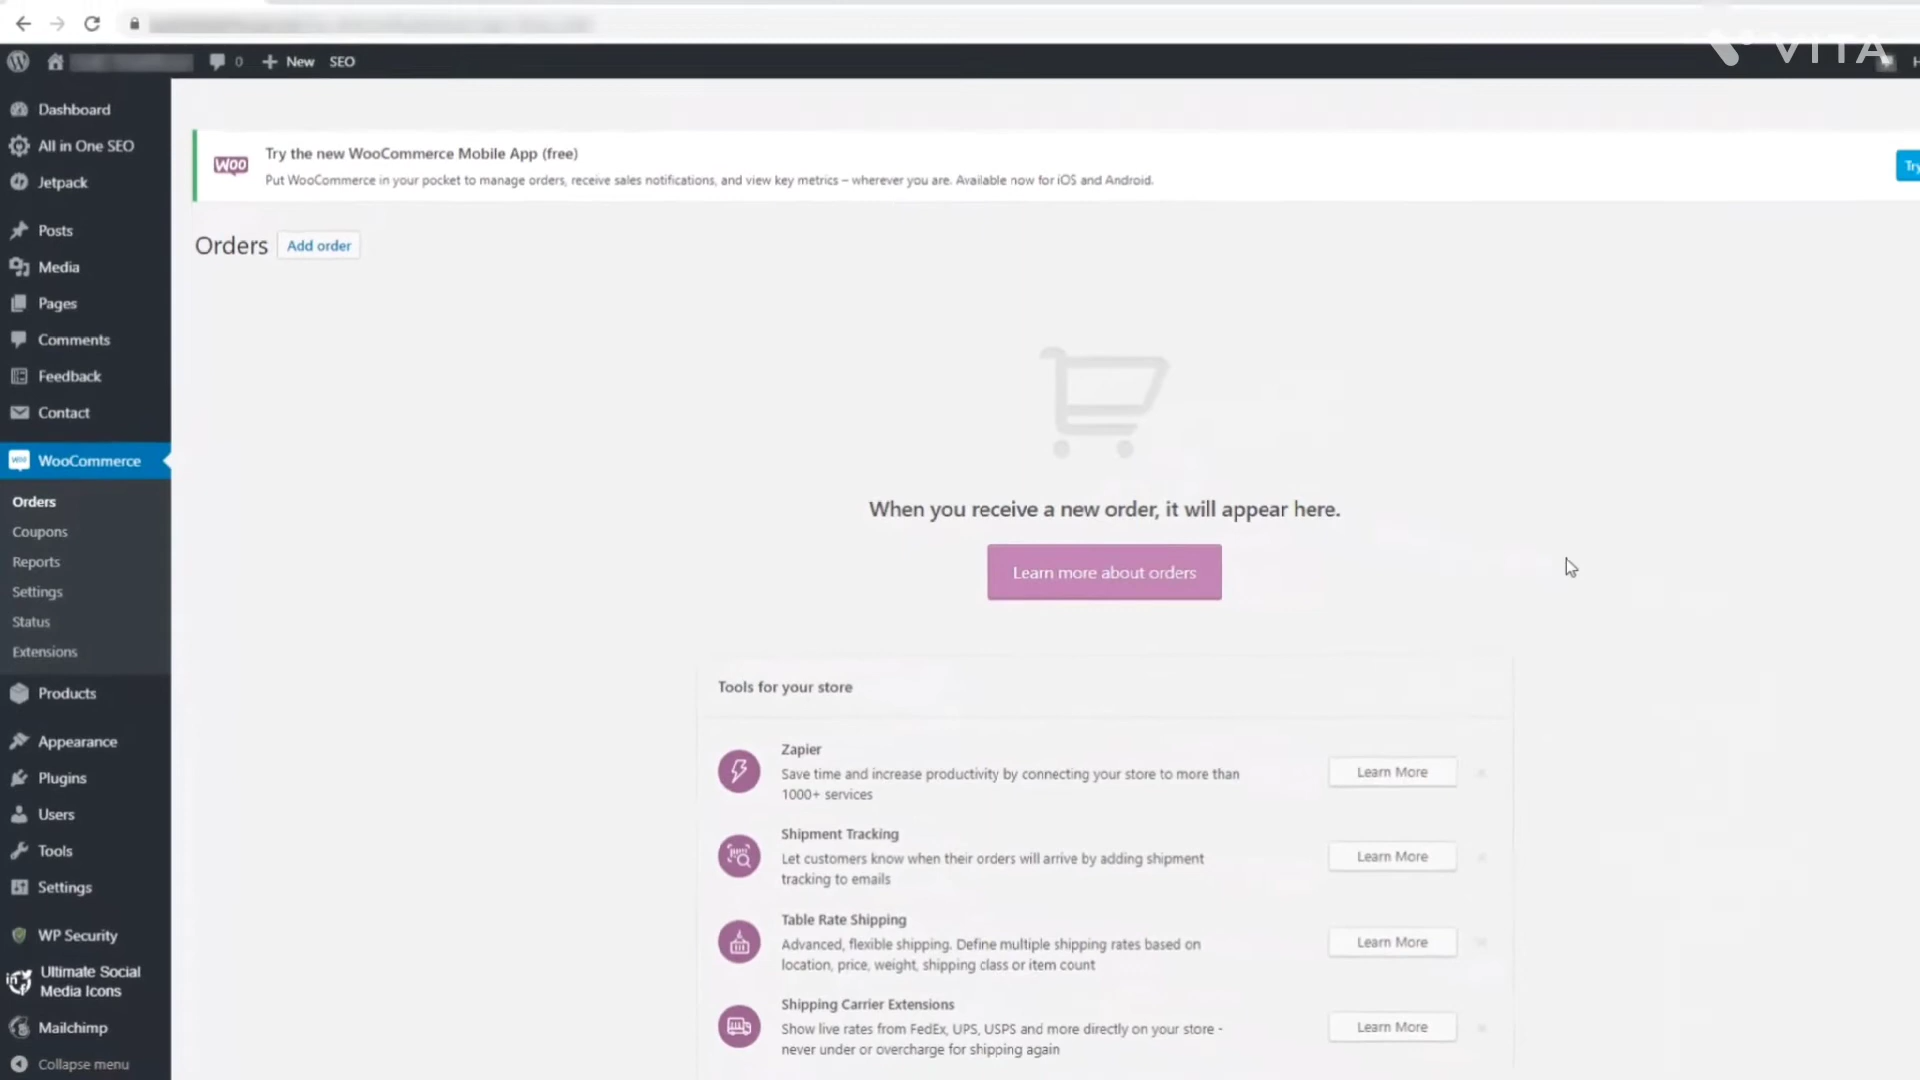 VITA
0
New
SEO
Dashboard
All in One SEO
Jetpack
Posts
Media
Pages
Comments
Feedback
Contact
WooCommerce
Orders
Coupons
Reports
Settings
Status
Extensions
Products
Appearance
Plugins
Users
Tools
Settings
WP Security
Ultimate Social
Media Icons
Mailchimp
Collapse menu
WOO
Try the new WooCommerce Mobile App (free)
Put WooCommerce in your pocket to manage orders, receive sales notifications, and view key metrics – wherever you are. Available now for iOS and Android.
Try
Orders
Add order
When you receive a new order, it will appear here.
Learn more about orders
Tools for your store
Zapier
Save time and increase productivity by connecting your store to more than
1000+ services
Learn More
Shipment Tracking
Let customers know when their orders will arrive by adding shipment
tracking to emails
Learn More
Table Rate Shipping
Advanced, flexible shipping. Define multiple shipping rates based on
location, price, weight, shipping class or item count
Learn More
Shipping Carrier Extensions
Show live rates from FedEx, UPS, USPS and more directly on your store -
never under or overcharge for shipping again
Learn More